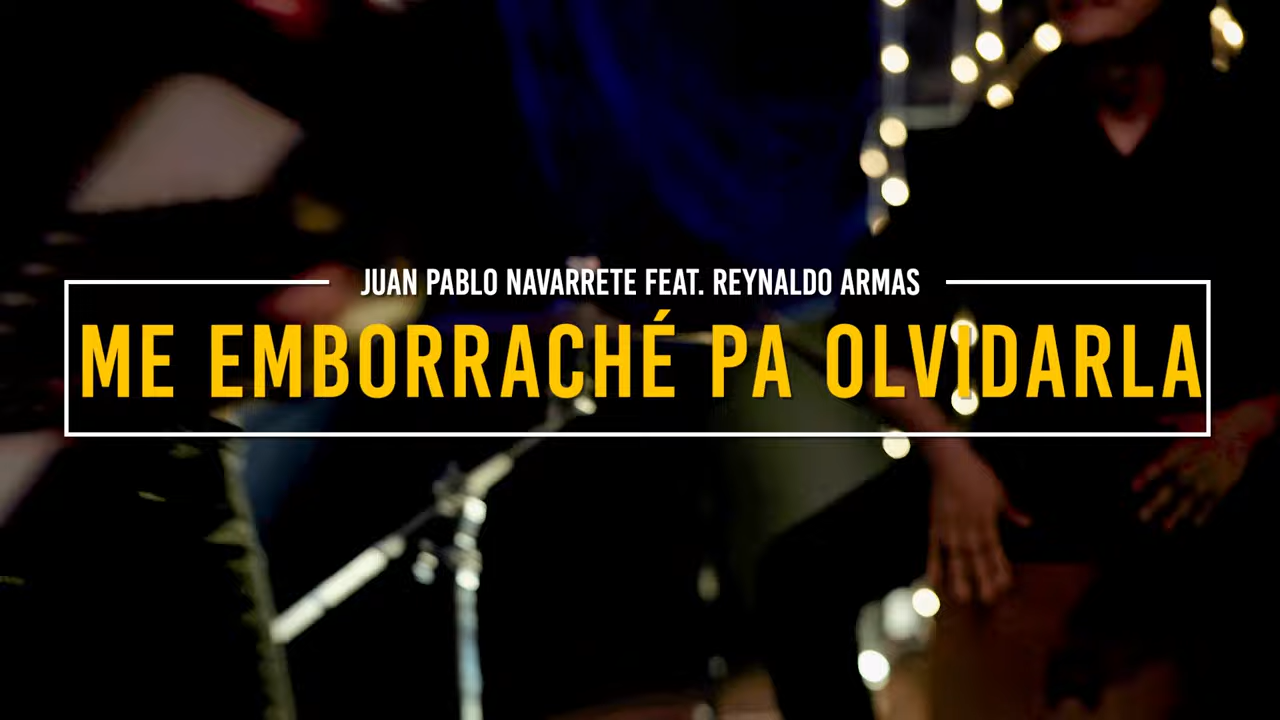 JUAN PABLO NAVARRETE FEAT. REYNALDO ARMAS
ME EMBORRACHÉ PA OLVIDARLA